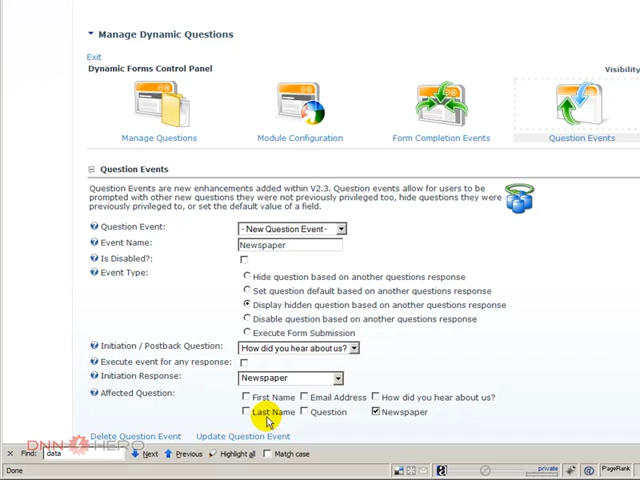 Manage Dynamic Questions
Exit
Dynamic Forms Control Panel
Visibility
Manage Questions
Module Configuration
Form Completion Events
Question Events
Question Events
Question Events are new enhancements added within V2.3. Question events allow for users to be
prompted with other new questions they were not previously privileged too, hide questions they were
previously privileged to, or set the default value of a field.
Question Event:
- New Question Event -
Event Name:
Newspaper
Is Disabled?:
Event Type:
Hide question based on another questions response
Set question default based on another questions response
Display hidden question based on another questions response
Disable question based on another questions response
Execute Form Submission
Initiation / Postback Question:
How did you hear about us?
Execute event for any response:
Initiation Response:
Newspaper
Affected Question:
First Name
Email Address
How did you hear about us?
Last Name
Question
Newspaper
Delete Question Event
Update Question Event
DNN HERO
Find:
data
Next
Previous
Highlight all
Match case
Done
private
PageRank